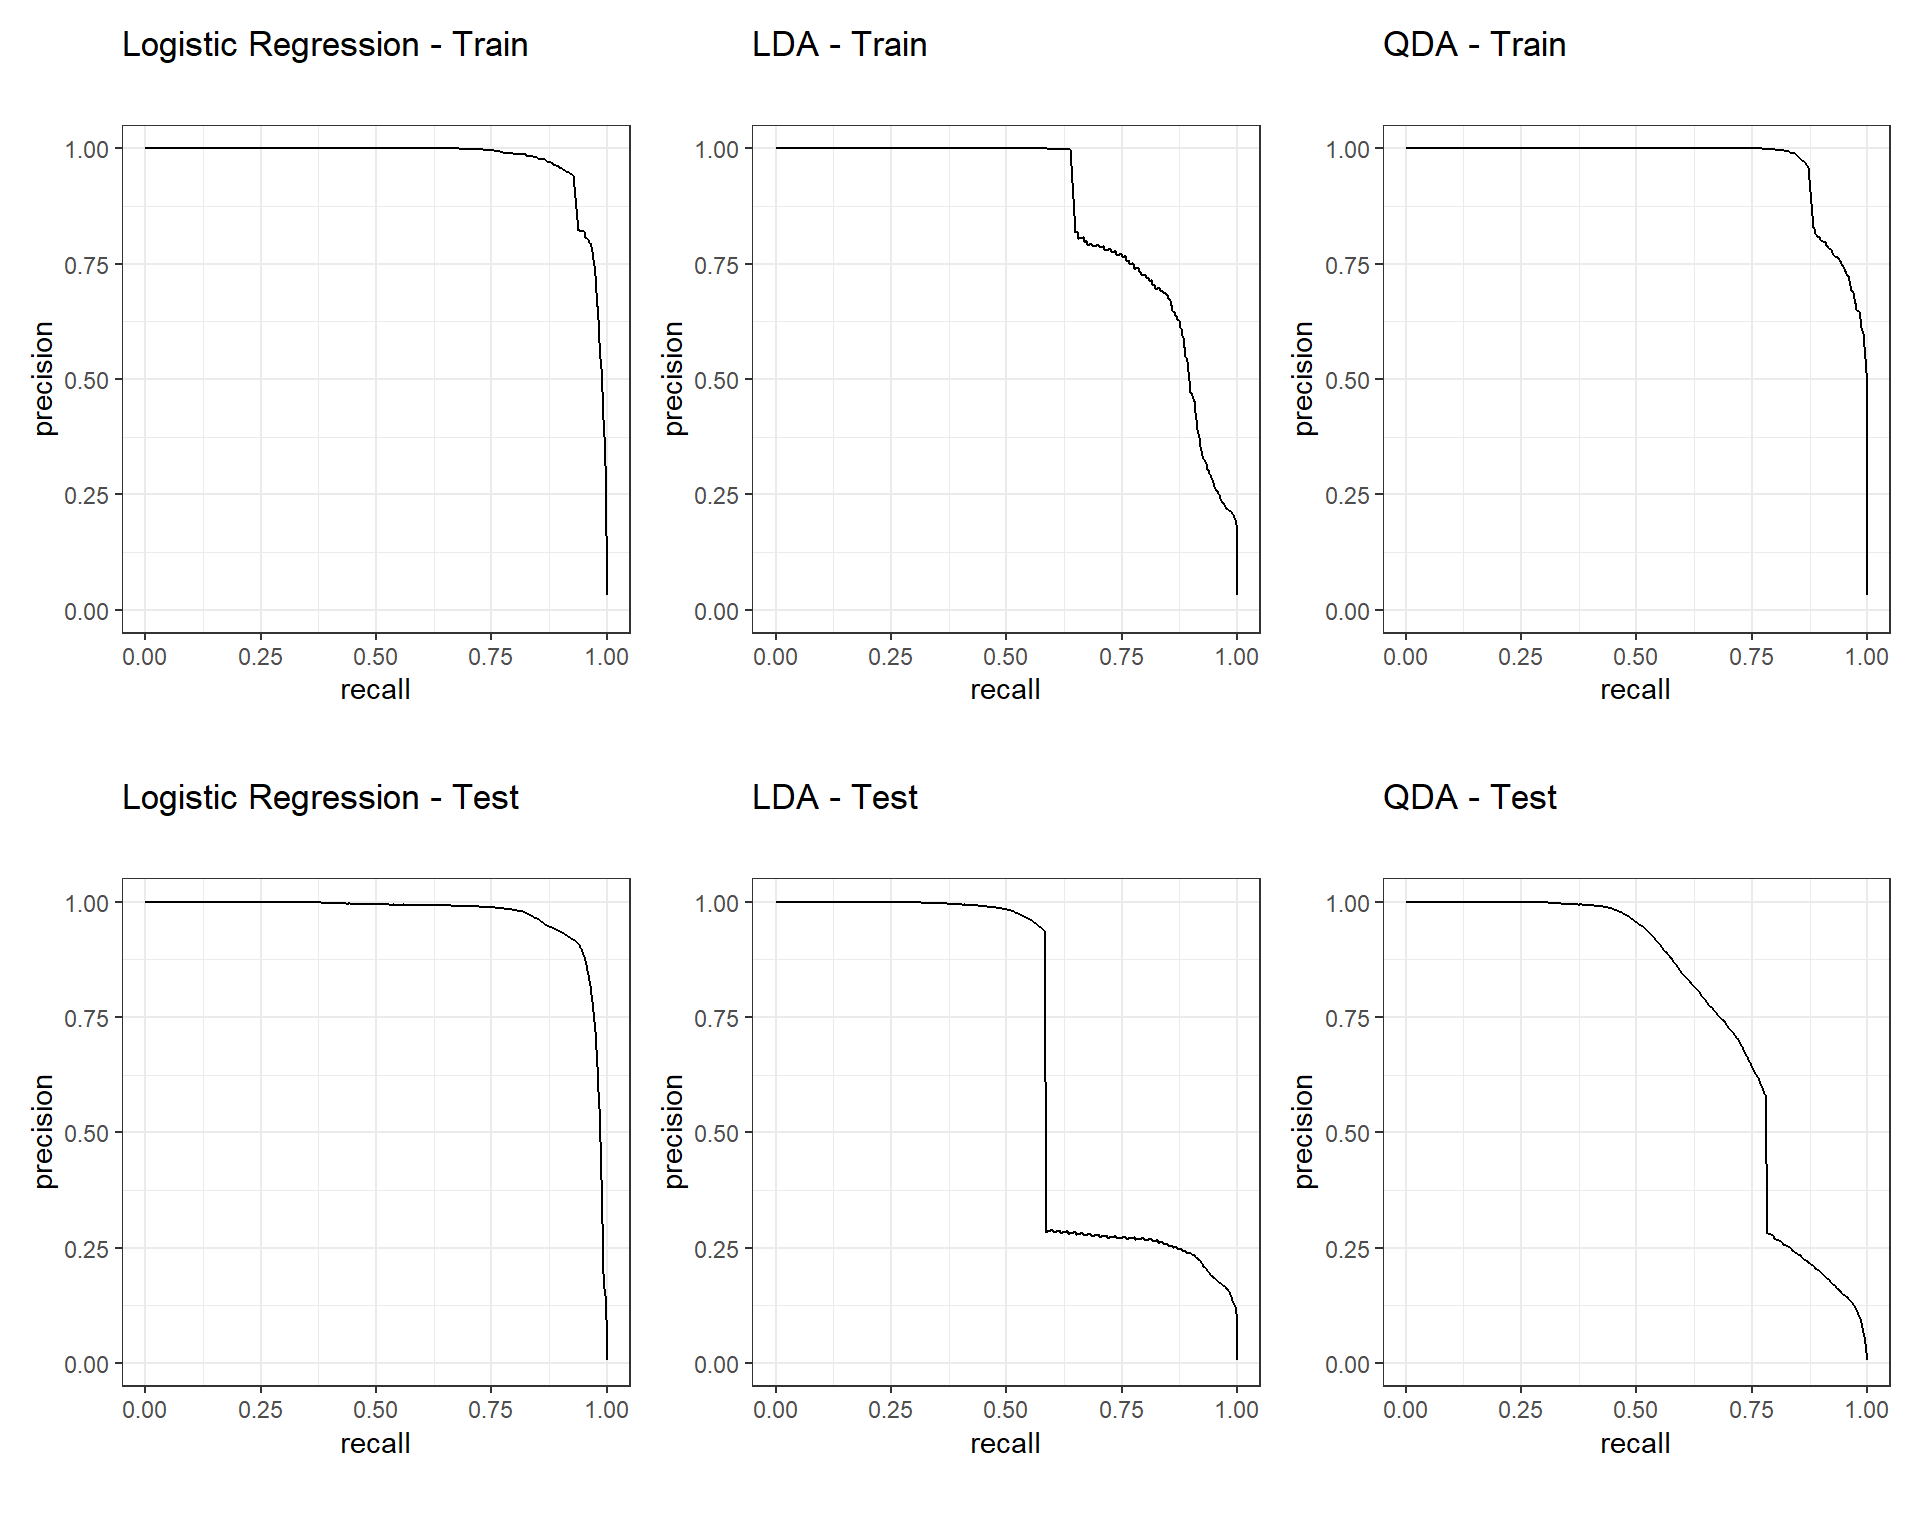 Logistic Regression - Train
LDA - Train
QDA - Train
1.00
0.75
0.50
0.25
0.00
precision
0.00 0.25 0.50 0.75 1.00
recall
1.00
0.75
0.50
0.25
0.00
precision
0.00 0.25 0.50 0.75 1.00
recall
1.00
0.75
0.50
0.25
0.00
precision
0.00 0.25 0.50 0.75 1.00
recall
Logistic Regression - Test
LDA - Test
QDA - Test
1.00
0.75
0.50
0.25
0.00
precision
0.00 0.25 0.50 0.75 1.00
recall
1.00
0.75
0.50
0.25
0.00
precision
0.00 0.25 0.50 0.75 1.00
recall
1.00
0.75
0.50
0.25
0.00
precision
0.00 0.25 0.50 0.75 1.00
recall